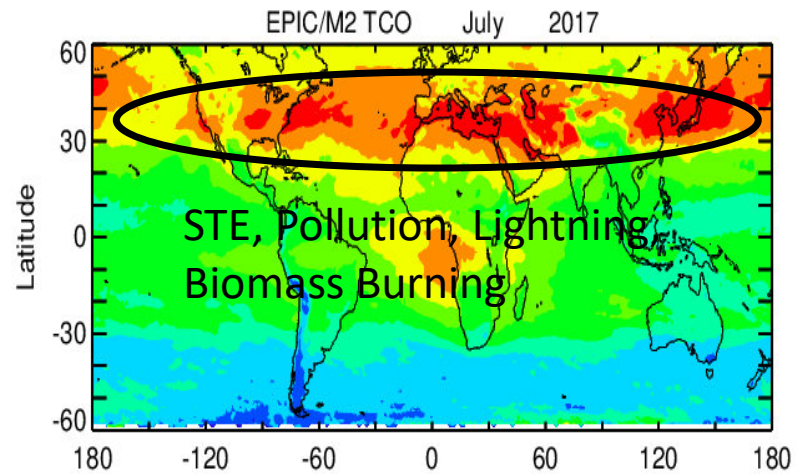 EPIC/M2 TCO July 2017
60
30
0
-30
-60
Latitude
STE, Pollution, Lightning,
Biomass Burning
180 -120 -60 0 60 120 180